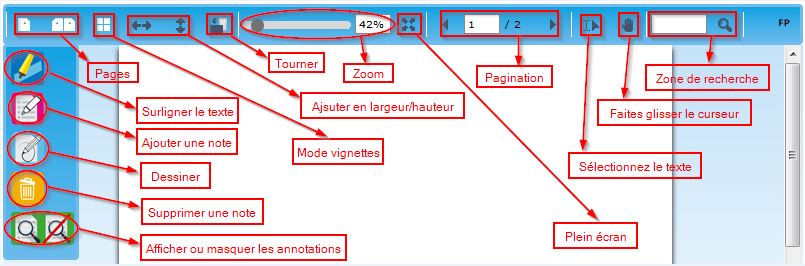 42%
1 / 2
FP
Pages
Tourner
Zoom
Pagination
Zone de recherche
Surligner le texte
Ajsuter en largeur/hauteur
Faites glisser le curseur
Ajouter une note
Mode vignettes
Sélectionnez le texte
Dessiner
Supprimer une note
Plein écran
Afficher ou masquer les annotations